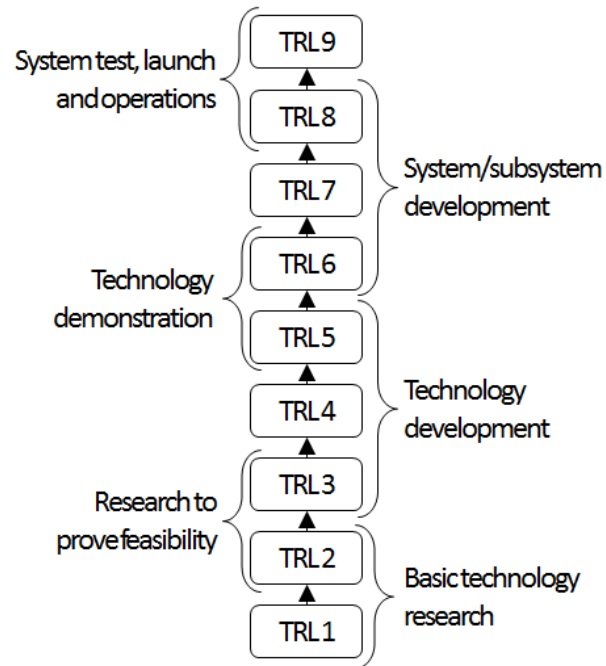 TRL9
System test, launch
and operations
TRL8
System/subsystem
development
TRL7
TRL6
Technology
demonstration
TRL5
Technology
development
TRL4
TRL3
Research to
prove feasibility
TRL2
Basic technology
research
TRL1